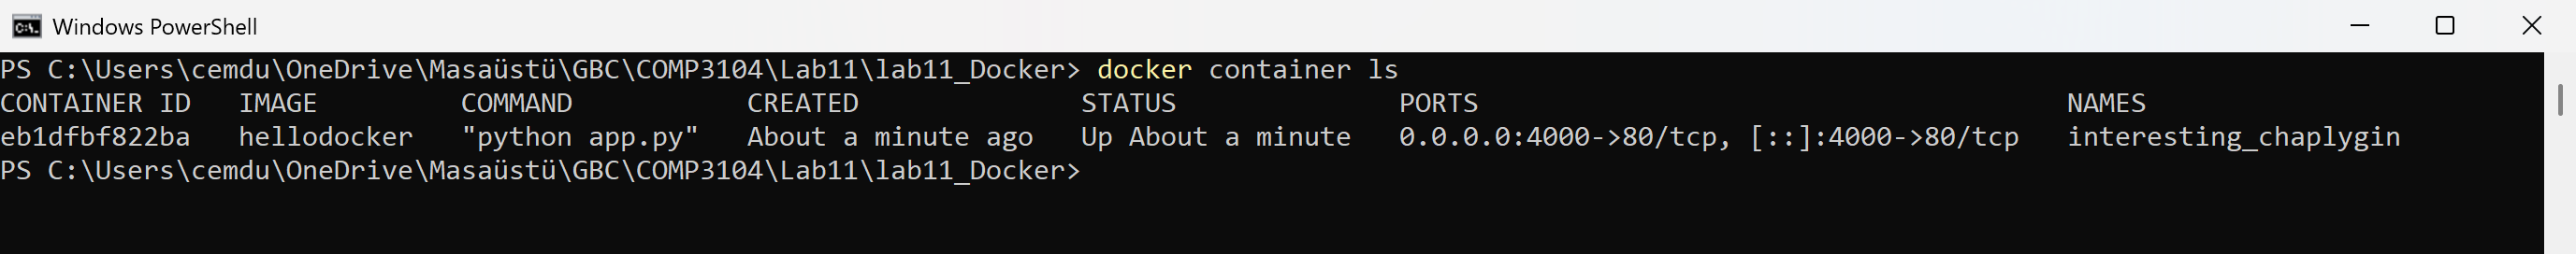 Windows PowerShell
PS C:\Users\cemdu\OneDrive\Masaüstü\GBC\COMP3104\Lab11\lab11_Docker> docker container ls
CONTAINER ID   IMAGE         COMMAND           CREATED              STATUS              PORTS                                     NAMES
eb1dfbf822ba   hellodocker   "python app.py"   About a minute ago   Up About a minute   0.0.0.0:4000->80/tcp, [::]:4000->80/tcp   interesting_chaplygin
PS C:\Users\cemdu\OneDrive\Masaüstü\GBC\COMP3104\Lab11\lab11_Docker>